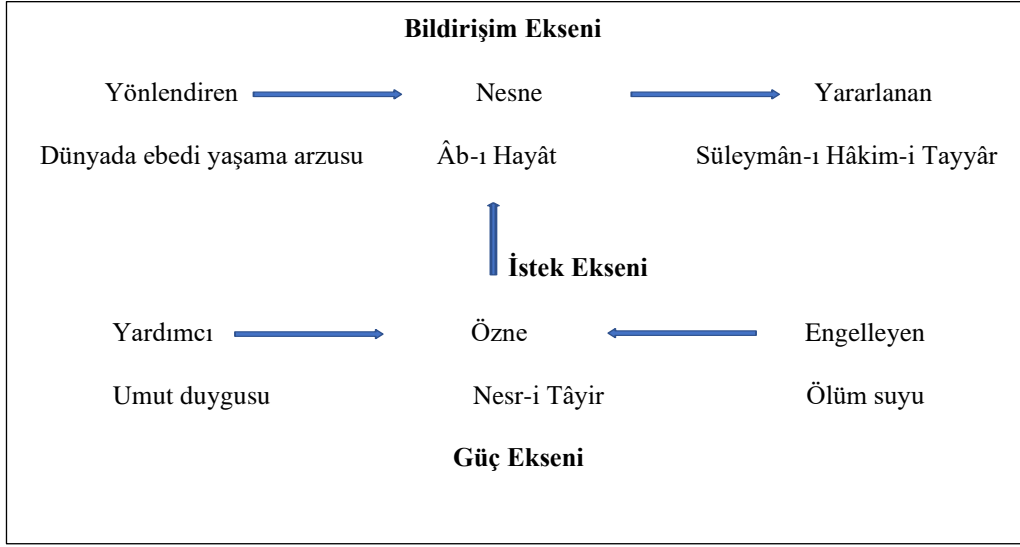 Bildirişim Ekseni
Yönlendiren Nesne Yararlanan
Dünyada ebedi yaşama arzusu Âb-ı Hayât Süleymân-ı Hâkim-i Tayyâr
İstek Ekseni
Yardımcı Özne Engelleyen
Umut duygusu Nesr-i Tâyir Ölüm suyu
Güç Ekseni